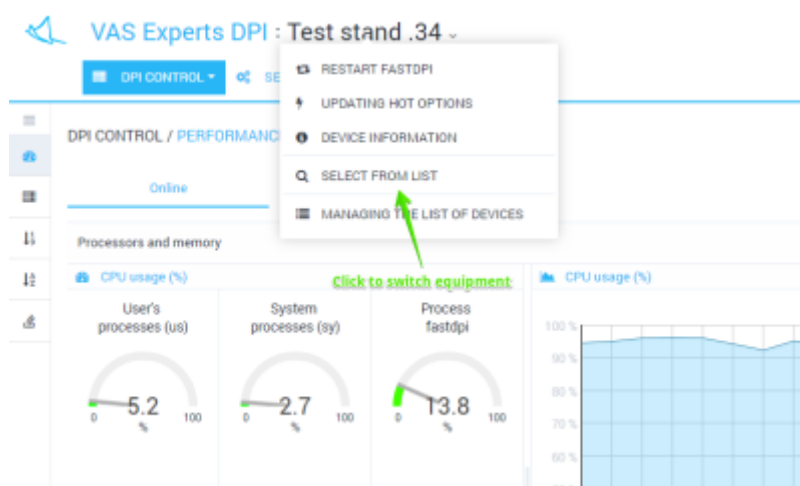 VAS Experts DPI : Test stand .34
DPI CONTROL
SE
RESTART FASTDPI
UPDATING HOT OPTIONS
DEVICE INFORMATION
SELECT FROM LIST
MANAGING THE LIST OF DEVICES
DPI CONTROL / PERFORMANC
Online
Processors and memory
Click to switch equipment
CPU usage (%)
CPU usage (%)
User's
processes (us)
System
processes (sy)
Process
fastdpi
5.2
0 100
%
2.7
0 100
%
13.8
0 100
%
100 %
90 %
80 %
70 %
60 %